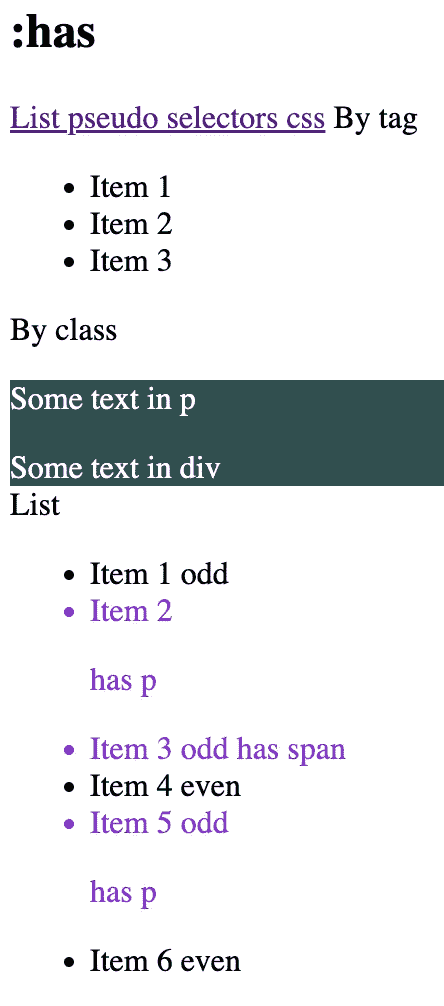 :has
List pseudo selectors css By tag
Item 1
Item 2
Item 3
By class
Some text in p
Some text in div
List
Item 1 odd
Item 2
has p
Item 3 odd has span
Item 4 even
Item 5 odd
has p
Item 6 even